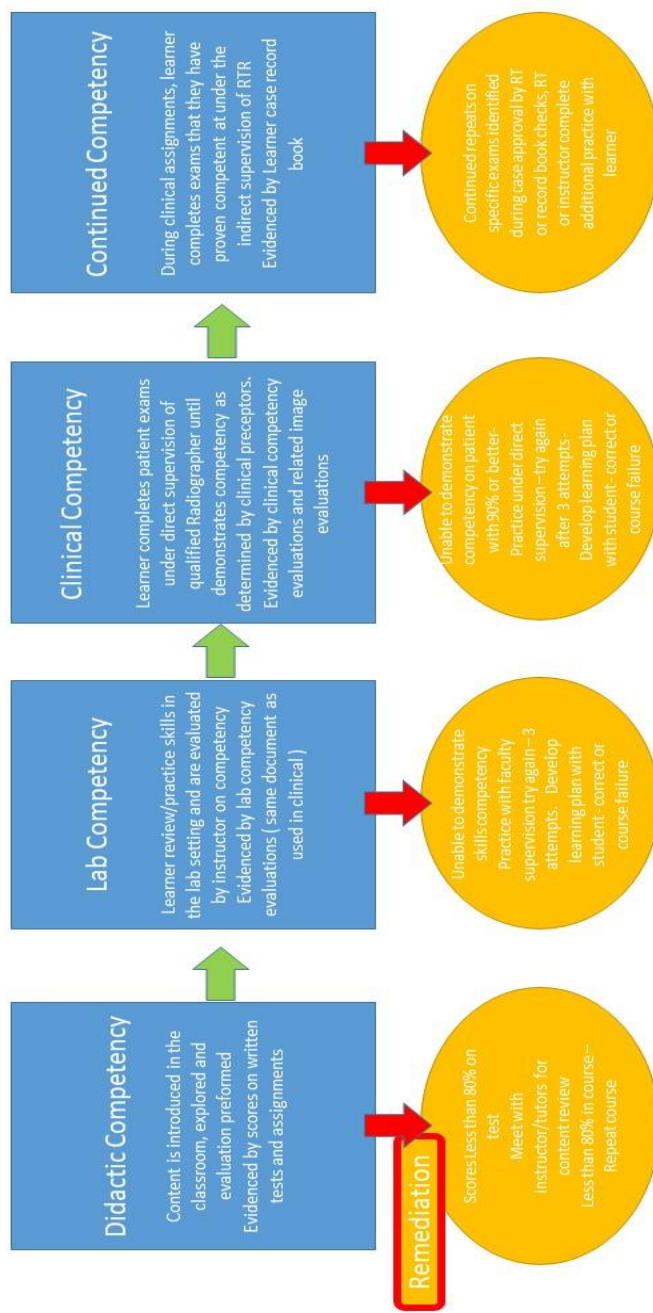 Didactic Competency
Content is introduced in the
classroom, explored and
evaluation preformed
Evidenced by scores on written
tests and assignments
Lab Competency
Learner review/practice skills in
the lab setting and are evaluated
by instructor on competency
Evidenced by lab competency
evaluations ( same document as
used in clinical )
Clinical Competency
Learner completes patient exams
under direct supervision of
qualified Radiographer until
demonstrates competency as
determined by clinical preceptors.
Evidenced by clinical competency
evaluations and related image
evaluations
Continued Competency
During clinical assignments, learner
completes exams that they have
proven competent at under the
indirect supervision of RTR
Evidenced by Learner case record
book
Remediation
Scores Less than 80% on
test
Meet with
instructor/tutors for
content review
Less than 80% in course –
Repeat course
Unable to demonstrate
skills competency
Practice with faculty
supervision try again – 3
attempts. Develop
learning plan with
student - correct or
course failure
Unable to demonstrate
competency on patient
with 90% or better-
Practice under direct
supervision – try again
after 3 attempts -
Develop learning plan
with student - correct or
course failure
Continued repeats on
specific exams identified
during case approval by RT
or record book checks, RT
or instructor complete
additional practice with
learner